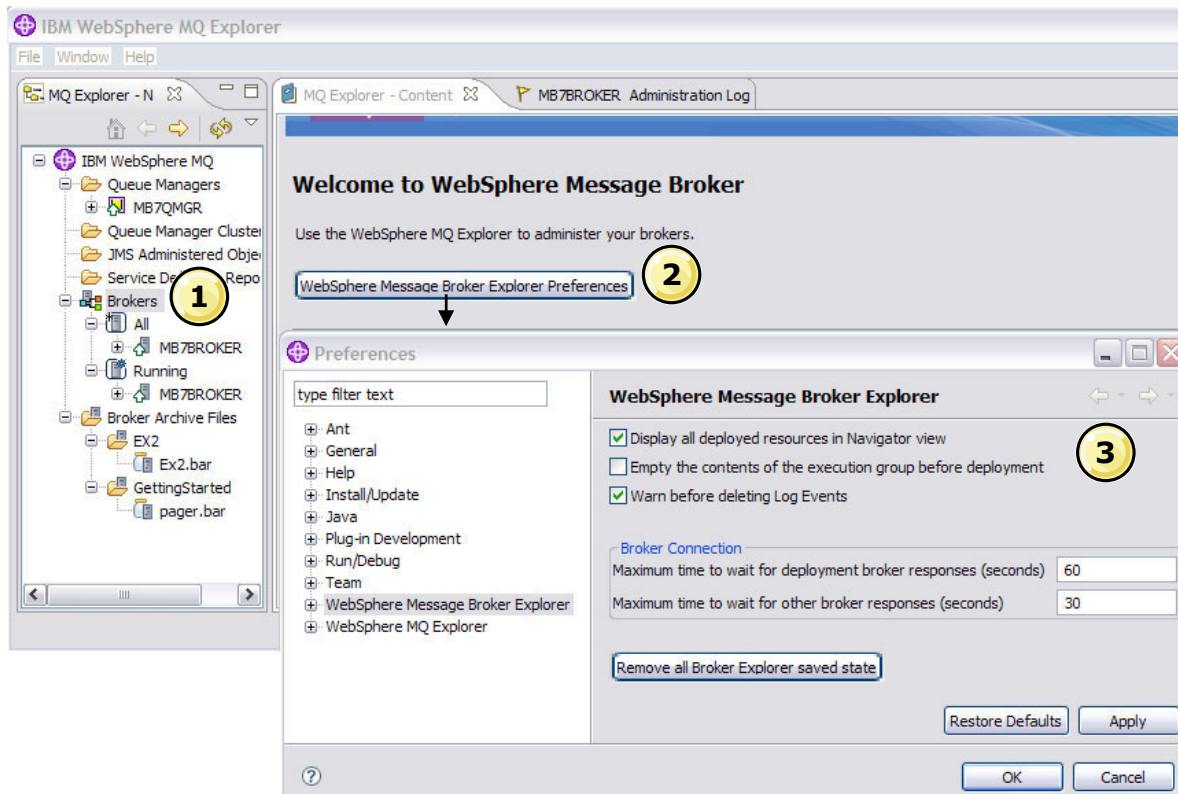 IBM WebSphere MQ Explorer
File Window Help
MQ Explorer - N
MQ Explorer - Content
MB7BROKER Administration Log
IBM WebSphere MQ
Queue Managers
MB7QMGR
Queue Manager Cluster
JMS Administered Obje
Service De Repo
Brokers
1
All
MB7BROKER
Running
MB7BROKER
Broker Archive Files
EX2
Ex2.bar
GettingStarted
pager.bar
Welcome to WebSphere Message Broker
Use the WebSphere MQ Explorer to administer your brokers.
WebSphere Message Broker Explorer Preferences
2
Preferences
type filter text
Ant
General
Help
Install/Update
Java
Plug-in Development
Run/Debug
Team
WebSphere Message Broker Explorer
WebSphere MQ Explorer
WebSphere Message Broker Explorer
Display all deployed resources in Navigator view
Empty the contents of the execution group before deployment
Warn before deleting Log Events
3
Broker Connection
Maximum time to wait for deployment broker responses (seconds) 60
Maximum time to wait for other broker responses (seconds) 30
Remove all Broker Explorer saved state
Restore Defaults Apply
? OK Cancel